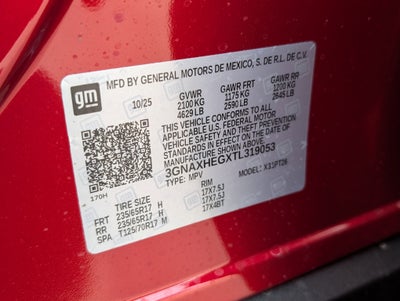 gm
MFD BY GENERAL MOTORS DE MEXICO, S. DE R.L. DE C.V.
10/25 GVWR GAWR FRT GAWR RR
2100 KG 1175 KG 1200 KG
4629 LB 2590 LB 2645 LB
THIS VEHICLE CONFORMS TO ALL
APPLICABLE U.S. FEDERAL MOTOR
VEHICLE SAFETY AND THEFT
PREVENTION STANDARDS IN EFFECT
ON THE DATE OF MANUFACTURE
SHOWN ABOVE.
3GNAXHEGXTL319053
TYPE: MPV MODEL: X31PT26
170H
TIRE SIZE RIM
FRT 235/65R17 H 17X7.5J
RR 235/65R17 H 17X7.5J
SPA T125/70R17 M 17X4BT